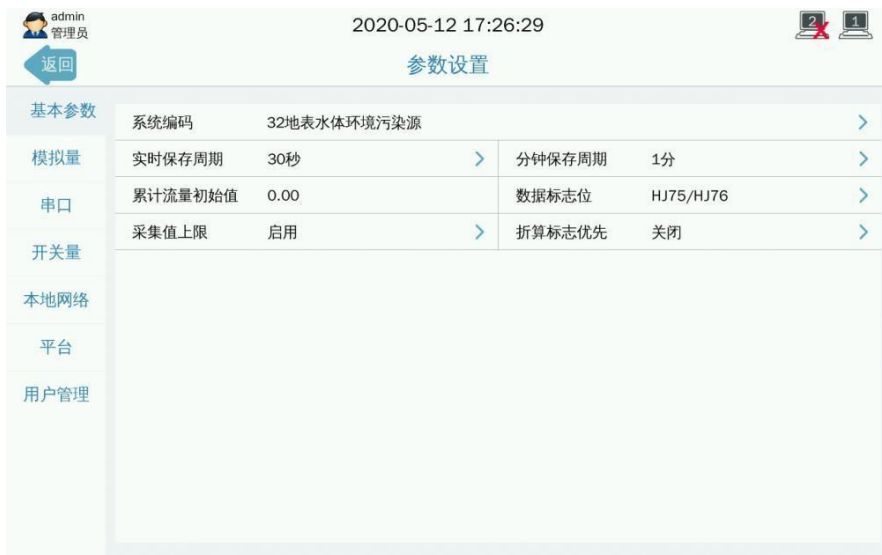 admin
管理员
2020-05-12 17:26:29
2
1
返回
参数设置
基本参数
模拟量
串口
开关量
本地网络
平台
用户管理
系统编码 32地表水体环境污染源
实时保存周期 30秒 分钟保存周期 1分
累计流量初始值 0.00 数据标志位 HJ75/HJ76
采集值上限 启用 折算标志优先 关闭